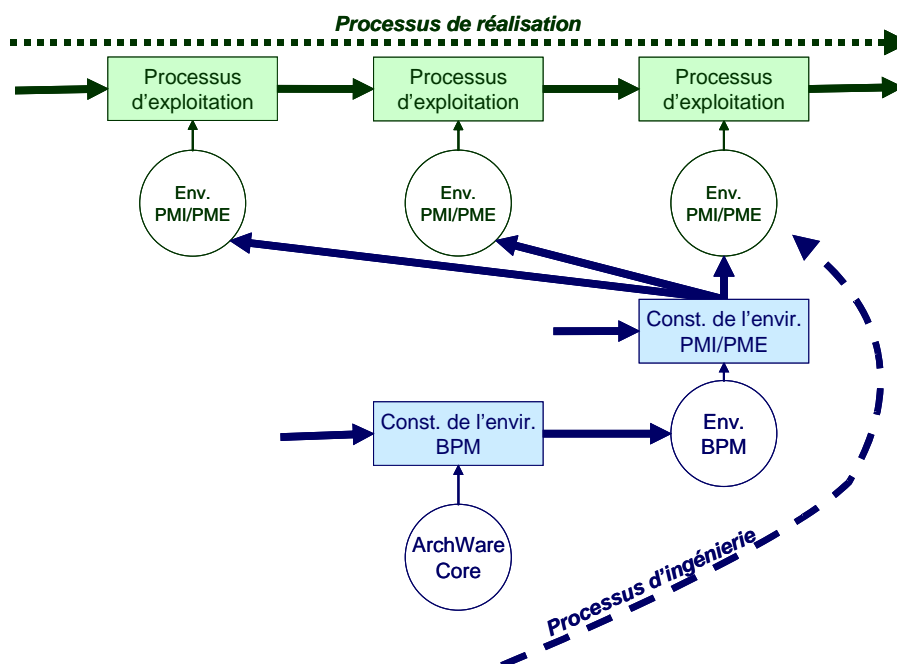 Processus de réalisation
Processus
d'exploitation
Processus
d'exploitation
Processus
d'exploitation
Env.
PMI/PME
Env.
PMI/PME
Env.
PMI/PME
Const. de l'envir.
PMI/PME
Const. de l'envir.
BPM
Env.
BPM
ArchWare
Core
Processus d'ingénierie